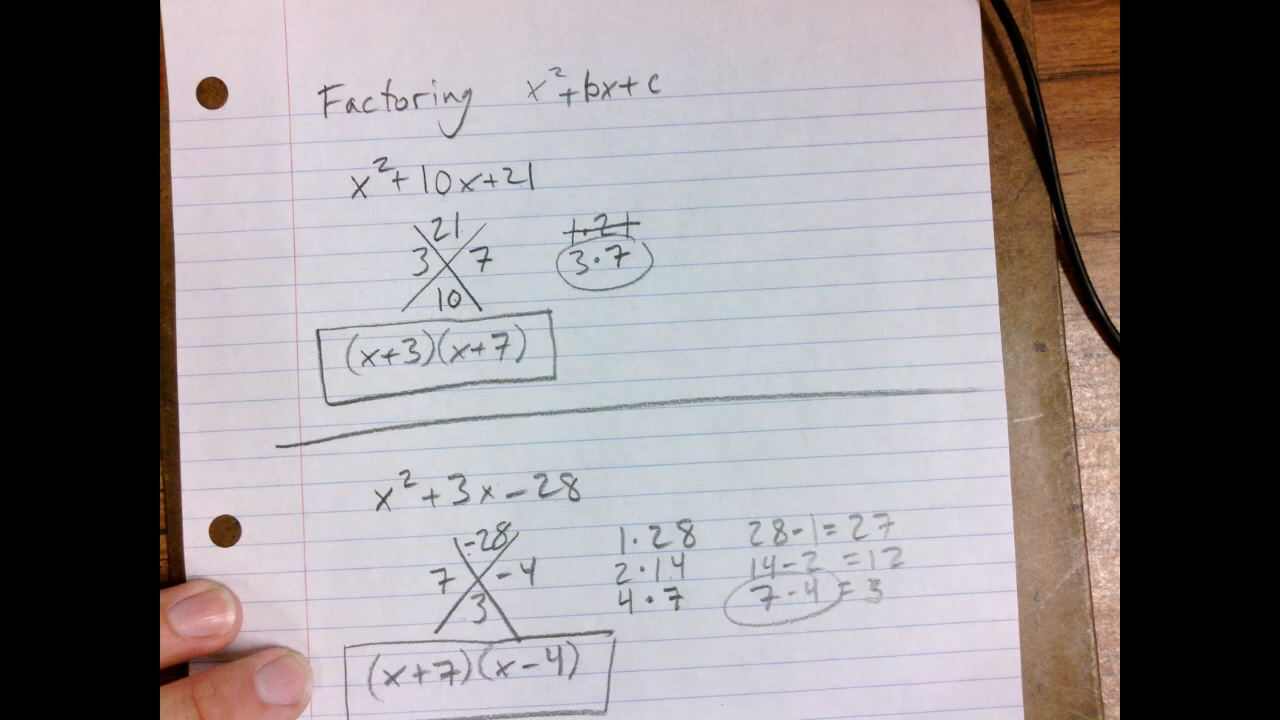 Factoring x²+bx+c
x²+10x+21
21
3 7
10
1·21
3·7
(x+3)(x+7)
x²+3x-28
-28
7 -4
3
1·28 28-1=27
2·14 14-2=12
4·7 7-4=3
(x+7)(x-4)